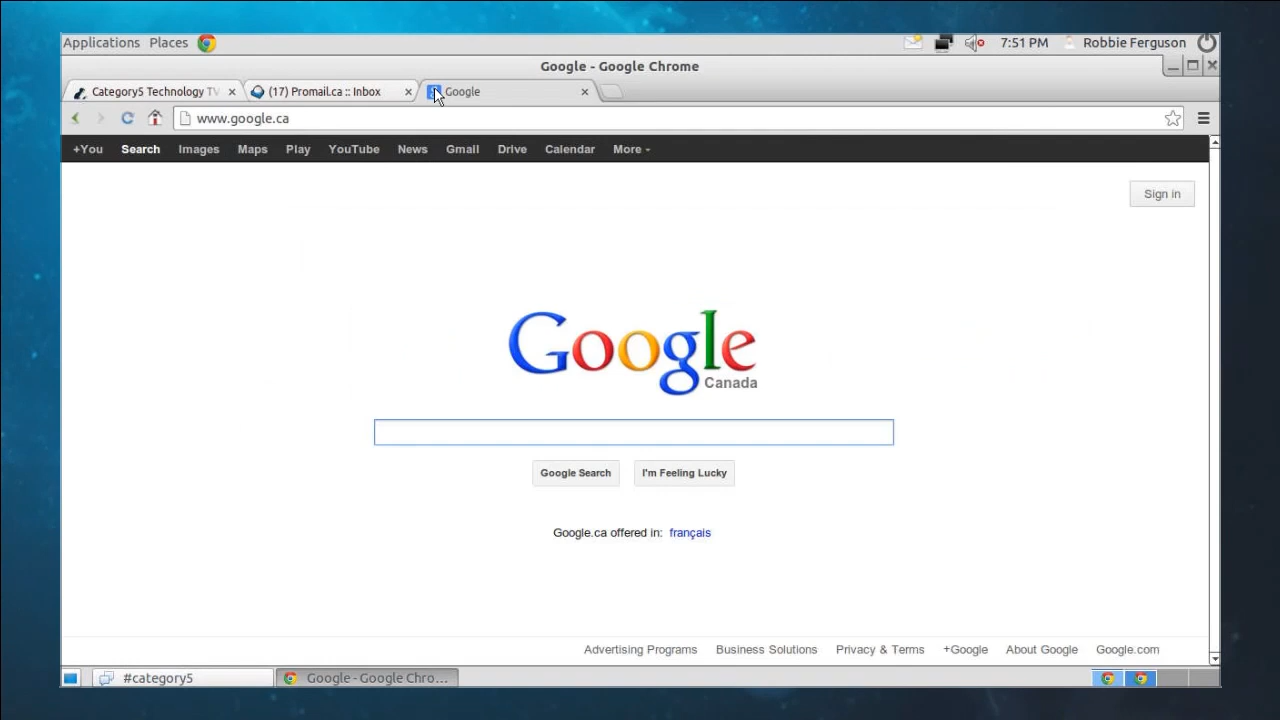 Applications Places 7:51 PM Robbie Ferguson
Google - Google Chrome
Category5 Technology TV (17) Promail.ca :: Inbox Google
www.google.ca
+You Search Images Maps Play YouTube News Gmail Drive Calendar More
Sign in
Google
Canada
Google Search I'm Feeling Lucky
Google.ca offered in: français
Advertising Programs Business Solutions Privacy & Terms +Google About Google Google.com
#category5 Google - Google Chro...